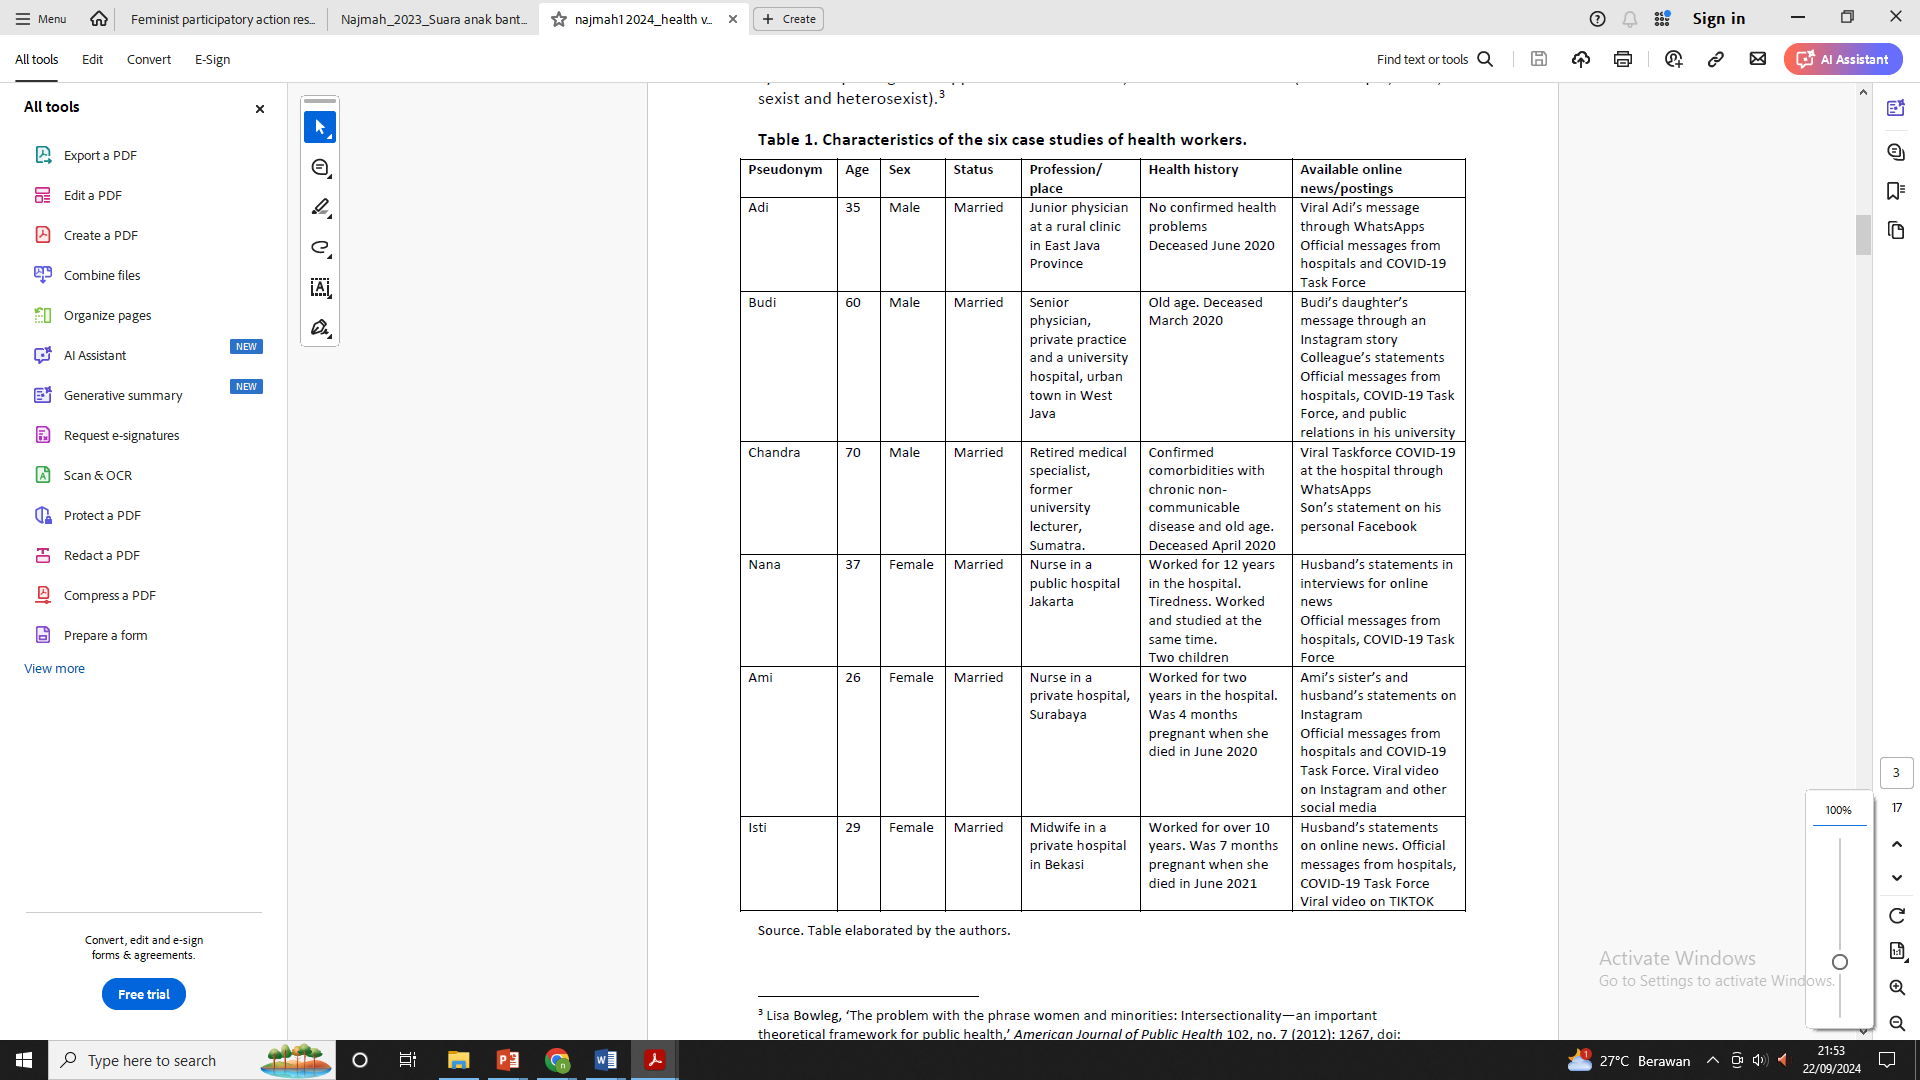 Menu
Feminist participatory action res...
Najmah_2023_Suara anak bant...
najmah12024_health v...
Create
Sign in
All tools
Edit
Convert
E-Sign
Find text or tools
AI Assistant
All tools
Export a PDF
Edit a PDF
Create a PDF
Combine files
Organize pages
AI Assistant
NEW
Generative summary
NEW
Request e-signatures
Scan & OCR
Protect a PDF
Redact a PDF
Compress a PDF
Prepare a form
View more
Convert, edit and e-sign
forms & agreements.
Free trial
sexist and heterosexist).³
Table 1. Characteristics of the six case studies of health workers.
Pseudonym
Age
Sex
Status
Profession/
place
Health history
Available online
news/postings
Adi
35
Male
Married
Junior physician
at a rural clinic
in East Java
Province
No confirmed health
problems
Deceased June 2020
Viral Adi’s message
through WhatsApps
Official messages from
hospitals and COVID-19
Task Force
Budi
60
Male
Married
Senior
physician,
private practice
and a university
hospital, urban
town in West
Java
Old age. Deceased
March 2020
Budi’s daughter’s
message through an
Instagram story
Colleague’s statements
Official messages from
hospitals, COVID-19 Task
Force, and public
relations in his university
Chandra
70
Male
Married
Retired medical
specialist,
former
university
lecturer,
Sumatra.
Confirmed
comorbidities with
chronic non-
communicable
disease and old age.
Deceased April 2020
Viral Taskforce COVID-19
at the hospital through
WhatsApps
Son’s statement on his
personal Facebook
Nana
37
Female
Married
Nurse in a
public hospital
Jakarta
Worked for 12 years
in the hospital.
Tiredness. Worked
and studied at the
same time.
Two children
Husband’s statements in
interviews for online
news
Official messages from
hospitals, COVID-19 Task
Force
Ami
26
Female
Married
Nurse in a
private hospital,
Surabaya
Worked for two
years in the hospital.
Was 4 months
pregnant when she
died in June 2020
Ami’s sister’s and
husband’s statements on
Instagram
Official messages from
hospitals and COVID-19
Task Force. Viral video
on Instagram and other
social media
Isti
29
Female
Married
Midwife in a
private hospital
in Bekasi
Worked for over 10
years. Was 7 months
pregnant when she
died in June 2021
Husband’s statements
on online news. Official
messages from hospitals,
COVID-19 Task Force
Viral video on TIKTOK
Source. Table elaborated by the authors.
³ Lisa Bowleg, ‘The problem with the phrase women and minorities: Intersectionality—an important
theoretical framework for public health,’ American Journal of Public Health 102, no. 7 (2012): 1267, doi:
3
17
100%
1:1
Activate Windows
Go to Settings to activate Windows.
Type here to search
1
27°C Berawan
21:53
22/09/2024